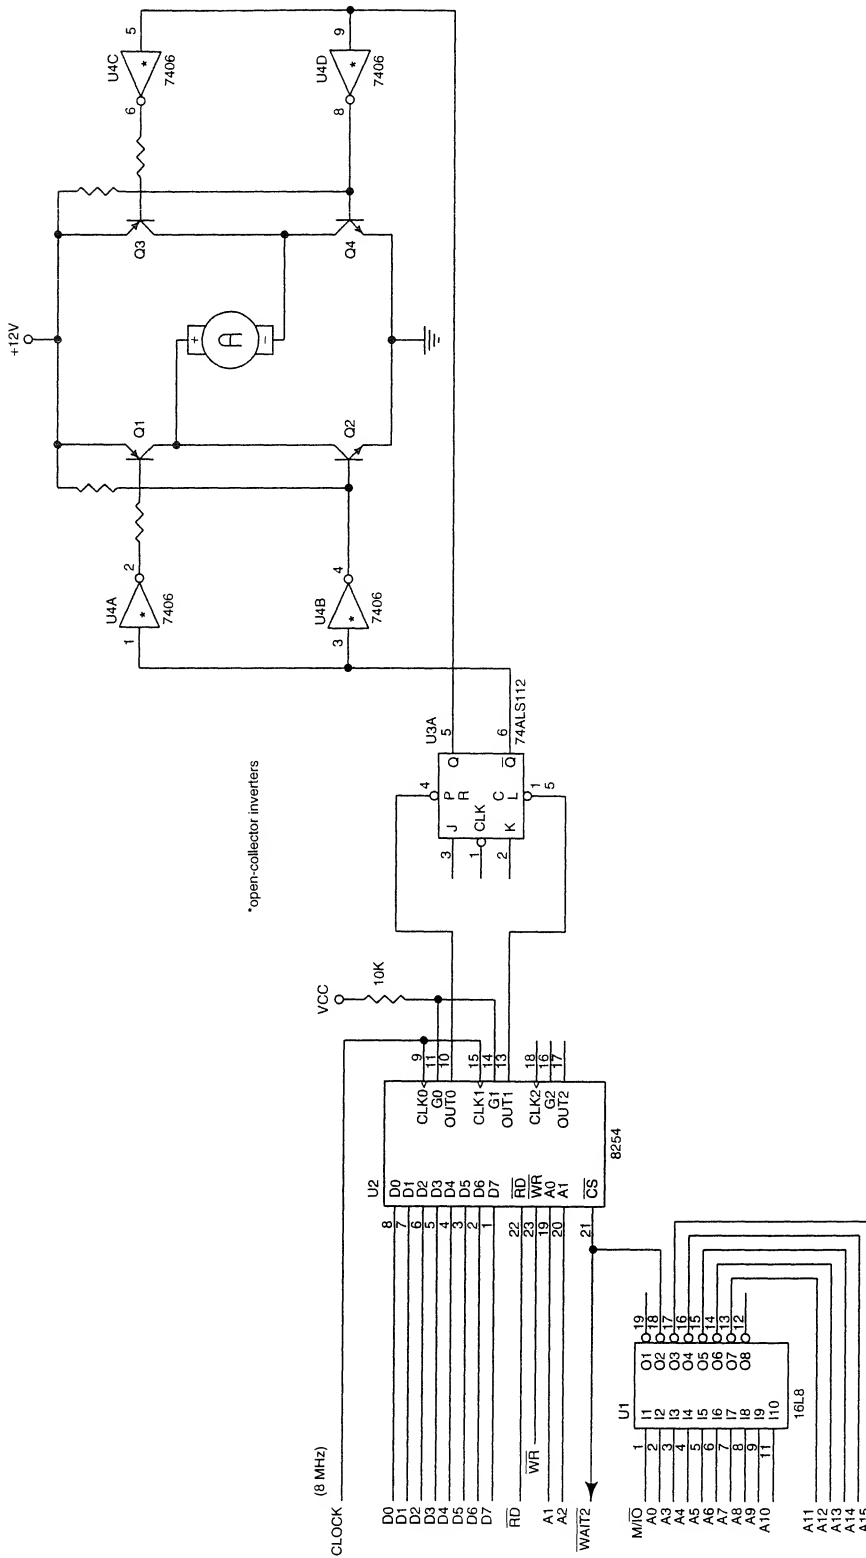 +12V
U4A
1
2
7406
U4B
3
4
7406
Q1
Q2
A
+
−
Q3
Q4
U4C
5
6
7406
U4D
9
8
7406
*
*
*
*
*open-collector inverters
U3A
4
3
J
P
R
Q
5
1
CLK
2
K
C
L
Q̅
6
1
5
74ALS112
VCC
10K
CLOCK
(8 MHz)
U2
D0 8 D0
D1 7 D1
D2 6 D2
D3 5 D3
D4 4 D4
D5 3 D5
D6 2 D6
D7 1 D7
R̅D̅ 22 R̅D̅
W̅R̅ 23 W̅R̅
A1 19 A0
A2 20 A1
W̅A̅I̅T̅2̅ 21 C̅S̅
CLK0 9
G0 11
OUT0 10
CLK1 15
G1 14
OUT1 13
CLK2 18
G2 16
OUT2 17
8254
U1
M/I̅O̅ 1 I1 O1 19
A0 2 I2 O2 18
A3 3 I3 O3 17
A4 4 I4 O4 16
A5 5 I5 O5 15
A6 6 I6 O6 14
A7 7 I7 O7 13
A8 8 I8 O8 12
A9 9 I9
A10 11 I10
16L8
A11
A12
A13
A14
A15